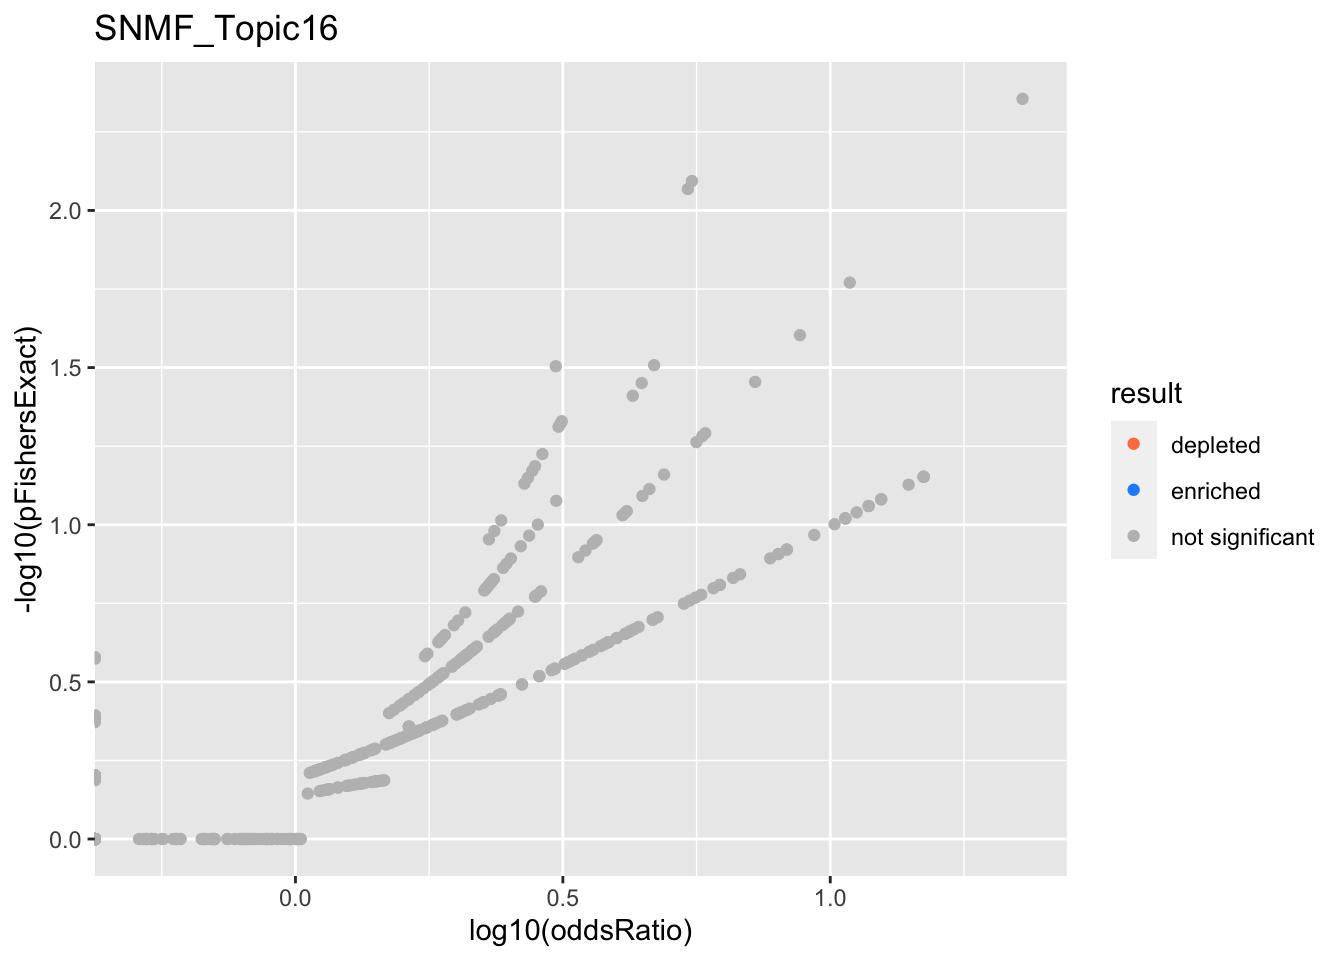 SNMF_Topic16
-log10(pFishersExact)
2.0
1.5
1.0
0.5
0.0
0.0
0.5
1.0
log10(oddsRatio)
result
depleted
enriched
not significant